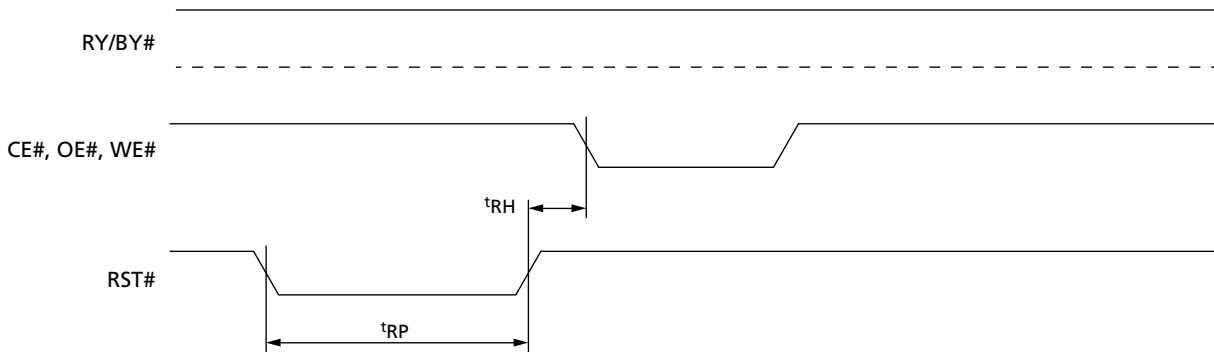 RY/BY#
CE#, OE#, WE#
tRH
RST#
tRP